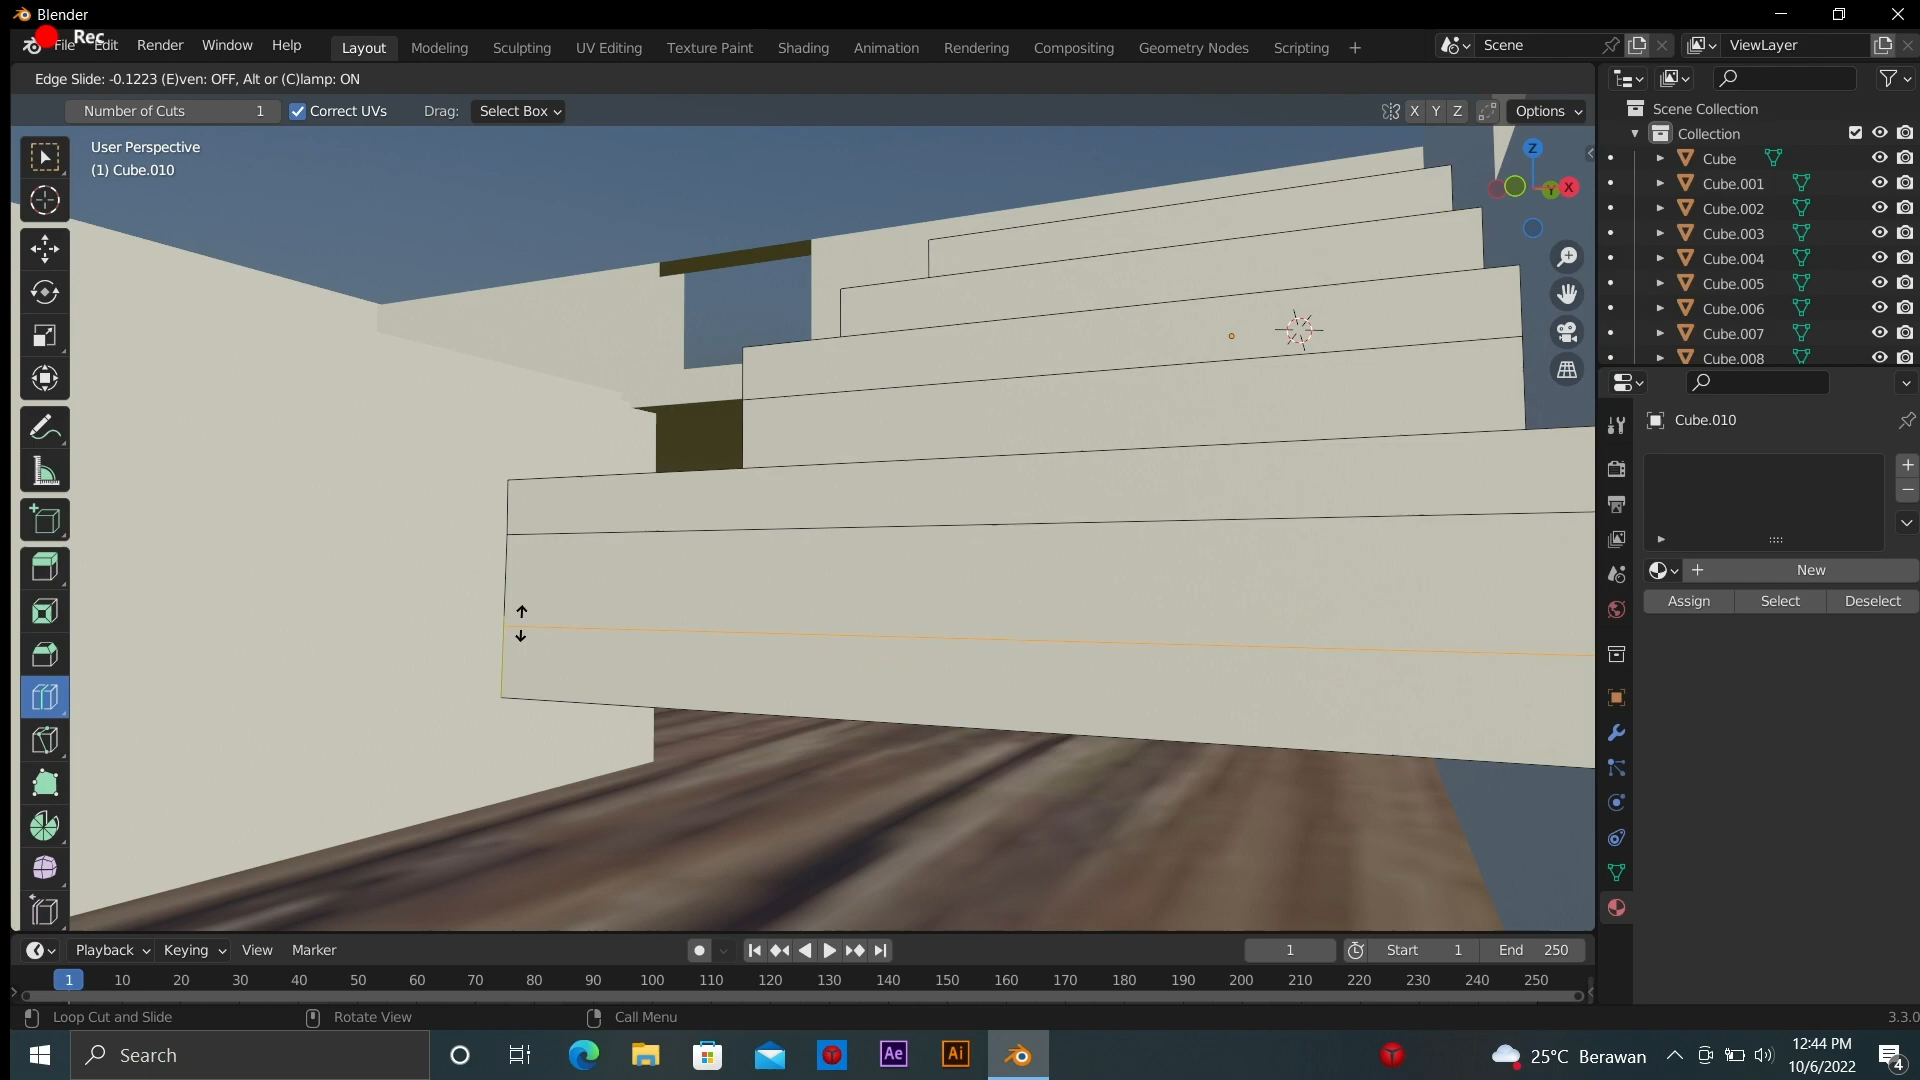 Blender
Rec
File Edit Render Window Help Layout Modeling Sculpting UV Editing Texture Paint Shading Animation Rendering Compositing Geometry Nodes Scripting + Scene ViewLayer
Edge Slide: -0.1223 (E)ven: OFF, Alt or (C)lamp: ON
Number of Cuts 1 Correct UVs Drag: Select Box X Y Z Options
User Perspective
(1) Cube.010
Z
Y X
Scene Collection
Collection
Cube
Cube.001
Cube.002
Cube.003
Cube.004
Cube.005
Cube.006
Cube.007
Cube.008
Cube.010
+ New
Assign Select Deselect
Playback Keying View Marker 1 Start 1 End 250
1 10 20 30 40 50 60 70 80 90 100 110 120 130 140 150 160 170 180 190 200 210 220 230 240 250
Loop Cut and Slide Rotate View Call Menu 3.3.0
Search Ae Ai 25°C Berawan 12:44 PM
10/6/2022 4